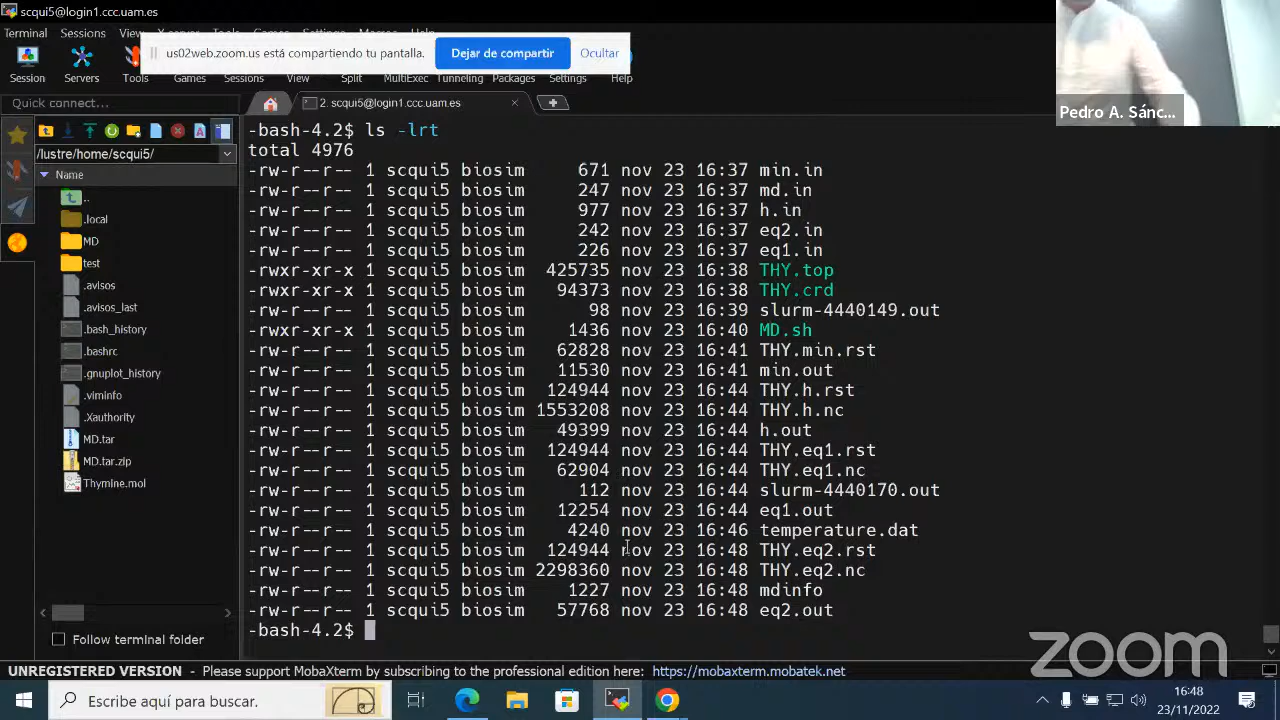 scqui5@login1.ccc.uam.es
Terminal Sessions
us02web.zoom.us está compartiendo tu pantalla. Dejar de compartir Ocultar
Session Servers Tools Games Sessions View Split MultiExec Tunneling Packages Settings Help
Quick connect...
2. scqui5@login1.ccc.uam.es
Pedro A. Sánc...
/lustre/home/scqui5/
Name
..
.local
MD
test
.avisos
.avisos_last
.bash_history
.bashrc
.gnuplot_history
.viminfo
.Xauthority
MD.tar
MD.tar.zip
Thymine.mol
Follow terminal folder
-bash-4.2$ ls -lrt
total 4976
-rw-r--r-- 1 scqui5 biosim 671 nov 23 16:37 min.in
-rw-r--r-- 1 scqui5 biosim 247 nov 23 16:37 md.in
-rw-r--r-- 1 scqui5 biosim 977 nov 23 16:37 h.in
-rw-r--r-- 1 scqui5 biosim 242 nov 23 16:37 eq2.in
-rw-r--r-- 1 scqui5 biosim 226 nov 23 16:37 eq1.in
-rwxr-xr-x 1 scqui5 biosim 425735 nov 23 16:38 THY.top
-rwxr-xr-x 1 scqui5 biosim 94373 nov 23 16:38 THY.crd
-rw-r--r-- 1 scqui5 biosim 98 nov 23 16:39 slurm-4440149.out
-rwxr-xr-x 1 scqui5 biosim 1436 nov 23 16:40 MD.sh
-rw-r--r-- 1 scqui5 biosim 62828 nov 23 16:41 THY.min.rst
-rw-r--r-- 1 scqui5 biosim 11530 nov 23 16:41 min.out
-rw-r--r-- 1 scqui5 biosim 124944 nov 23 16:44 THY.h.rst
-rw-r--r-- 1 scqui5 biosim 1553208 nov 23 16:44 THY.h.nc
-rw-r--r-- 1 scqui5 biosim 49399 nov 23 16:44 h.out
-rw-r--r-- 1 scqui5 biosim 124944 nov 23 16:44 THY.eq1.rst
-rw-r--r-- 1 scqui5 biosim 62904 nov 23 16:44 THY.eq1.nc
-rw-r--r-- 1 scqui5 biosim 112 nov 23 16:44 slurm-4440170.out
-rw-r--r-- 1 scqui5 biosim 12254 nov 23 16:44 eq1.out
-rw-r--r-- 1 scqui5 biosim 4240 nov 23 16:46 temperature.dat
-rw-r--r-- 1 scqui5 biosim 124944 nov 23 16:48 THY.eq2.rst
-rw-r--r-- 1 scqui5 biosim 2298360 nov 23 16:48 THY.eq2.nc
-rw-r--r-- 1 scqui5 biosim 1227 nov 23 16:48 mdinfo
-rw-r--r-- 1 scqui5 biosim 57768 nov 23 16:48 eq2.out
-bash-4.2$
zoom
UNREGISTERED VERSION - Please support MobaXterm by subscribing to the professional edition here: https://mobaxterm.mobatek.net
Escribe aquí para buscar.
16:48
23/11/2022